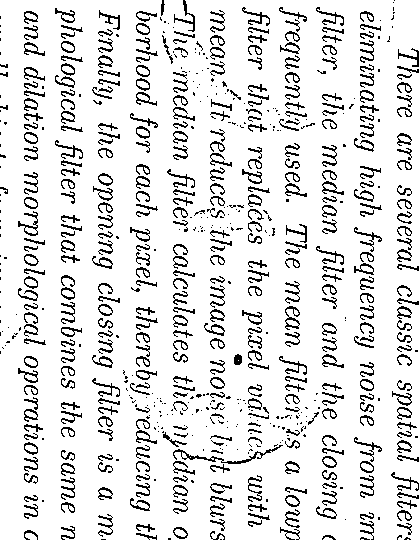 There are several classic spatial filters
eliminating high frequency noise from im
filter, the median filter and the closing o
frequently used. The mean filter is a lowp
filter that replaces the pixel values with
mean. It reduces the image noise but blurs
The median filter calculates the median o
borhood for each pixel, thereby reducing th
Finally, the opening closing filter is a m
phological filter that combines the same n
and dilation morphological operations in o